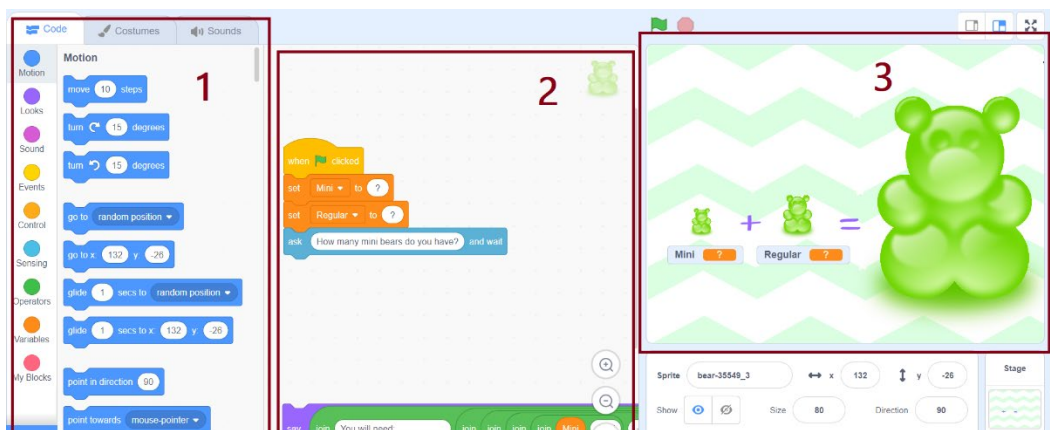 Code Costumes Sounds
Motion
Motion
Looks
Sound
Events
Control
Sensing
Operators
Variables
My Blocks
1
move 10 steps
turn 15 degrees
turn 15 degrees
go to random position
go to x: 132 y: -26
glide 1 secs to random position
glide 1 secs to x: 132 y: -26
point in direction 90
point towards mouse-pointer
2
when clicked
set Mini to ?
set Regular to ?
ask How many mini bears do you have? and wait
say join You will need join join join join Mini
3
+ =
Mini ? Regular ?
Sprite bear-35549_3 x 132 y -26
Show Size 80 Direction 90
Stage